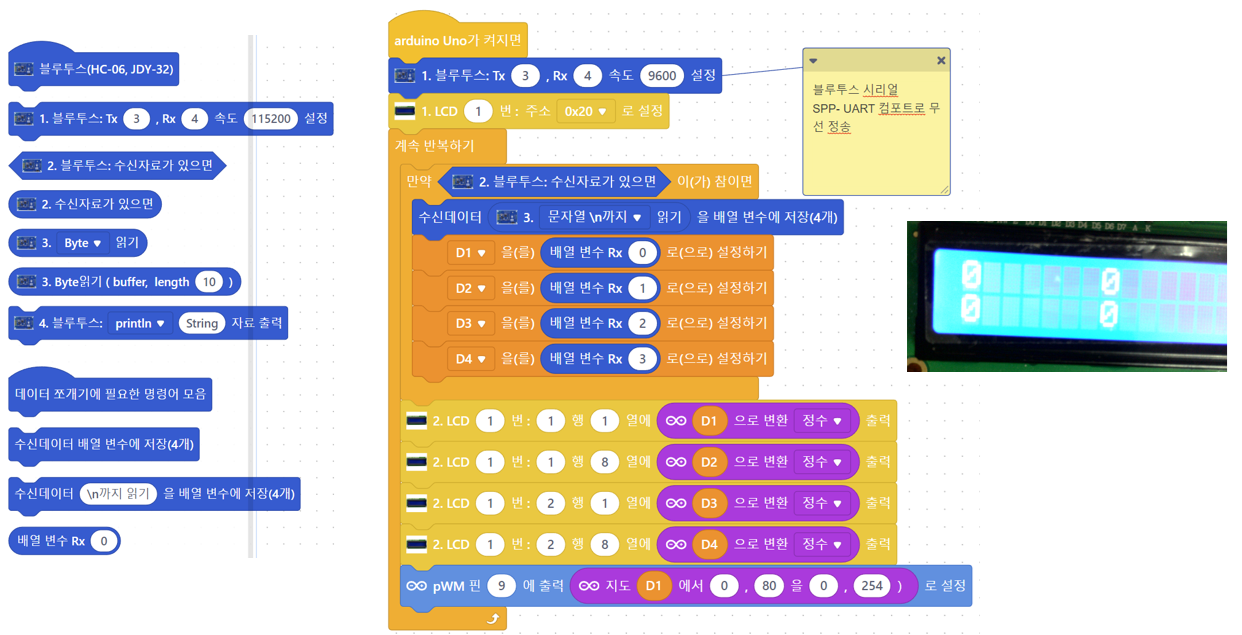 블루투스(HC-06, JDY-32)
1. 블루투스: Tx 3 , Rx 4 속도 115200 설정
2. 블루투스: 수신자료가 있으면
2. 수신자료가 있으면
3. Byte ▼ 읽기
3. Byte읽기 ( buffer, length 10 )
4. 블루투스: println ▼ String 자료 출력
데이터 쪼개기에 필요한 명령어 모음
수신데이터 배열 변수에 저장(4개)
수신데이터 \n까지 읽기 을 배열 변수에 저장(4개)
배열 변수 Rx 0
arduino Uno가 켜지면
1. 블루투스: Tx 3 , Rx 4 속도 9600 설정
1. LCD 1 번 : 주소 0x20 ▼ 로 설정
계속 반복하기
만약 2. 블루투스: 수신자료가 있으면 이(가) 참이면
수신데이터 3. 문자열 \n까지 ▼ 읽기 을 배열 변수에 저장(4개)
D1 ▼ 을(를) 배열 변수 Rx 0 로(으로) 설정하기
D2 ▼ 을(를) 배열 변수 Rx 1 로(으로) 설정하기
D3 ▼ 을(를) 배열 변수 Rx 2 로(으로) 설정하기
D4 ▼ 을(를) 배열 변수 Rx 3 로(으로) 설정하기
2. LCD 1 번 : 1 행 1 열에 D1 으로 변환 정수 ▼ 출력
2. LCD 1 번 : 1 행 8 열에 D2 으로 변환 정수 ▼ 출력
2. LCD 1 번 : 2 행 1 열에 D3 으로 변환 정수 ▼ 출력
2. LCD 1 번 : 2 행 8 열에 D4 으로 변환 정수 ▼ 출력
pWM 핀 9 에 출력 지도 D1 에서 0 , 80 을 0 , 254 ) 로 설정
블루투스 시리얼
SPP- UART 컴포트로 무
선 정송
D4 D5 D6 D7 A K
0 0
0 0